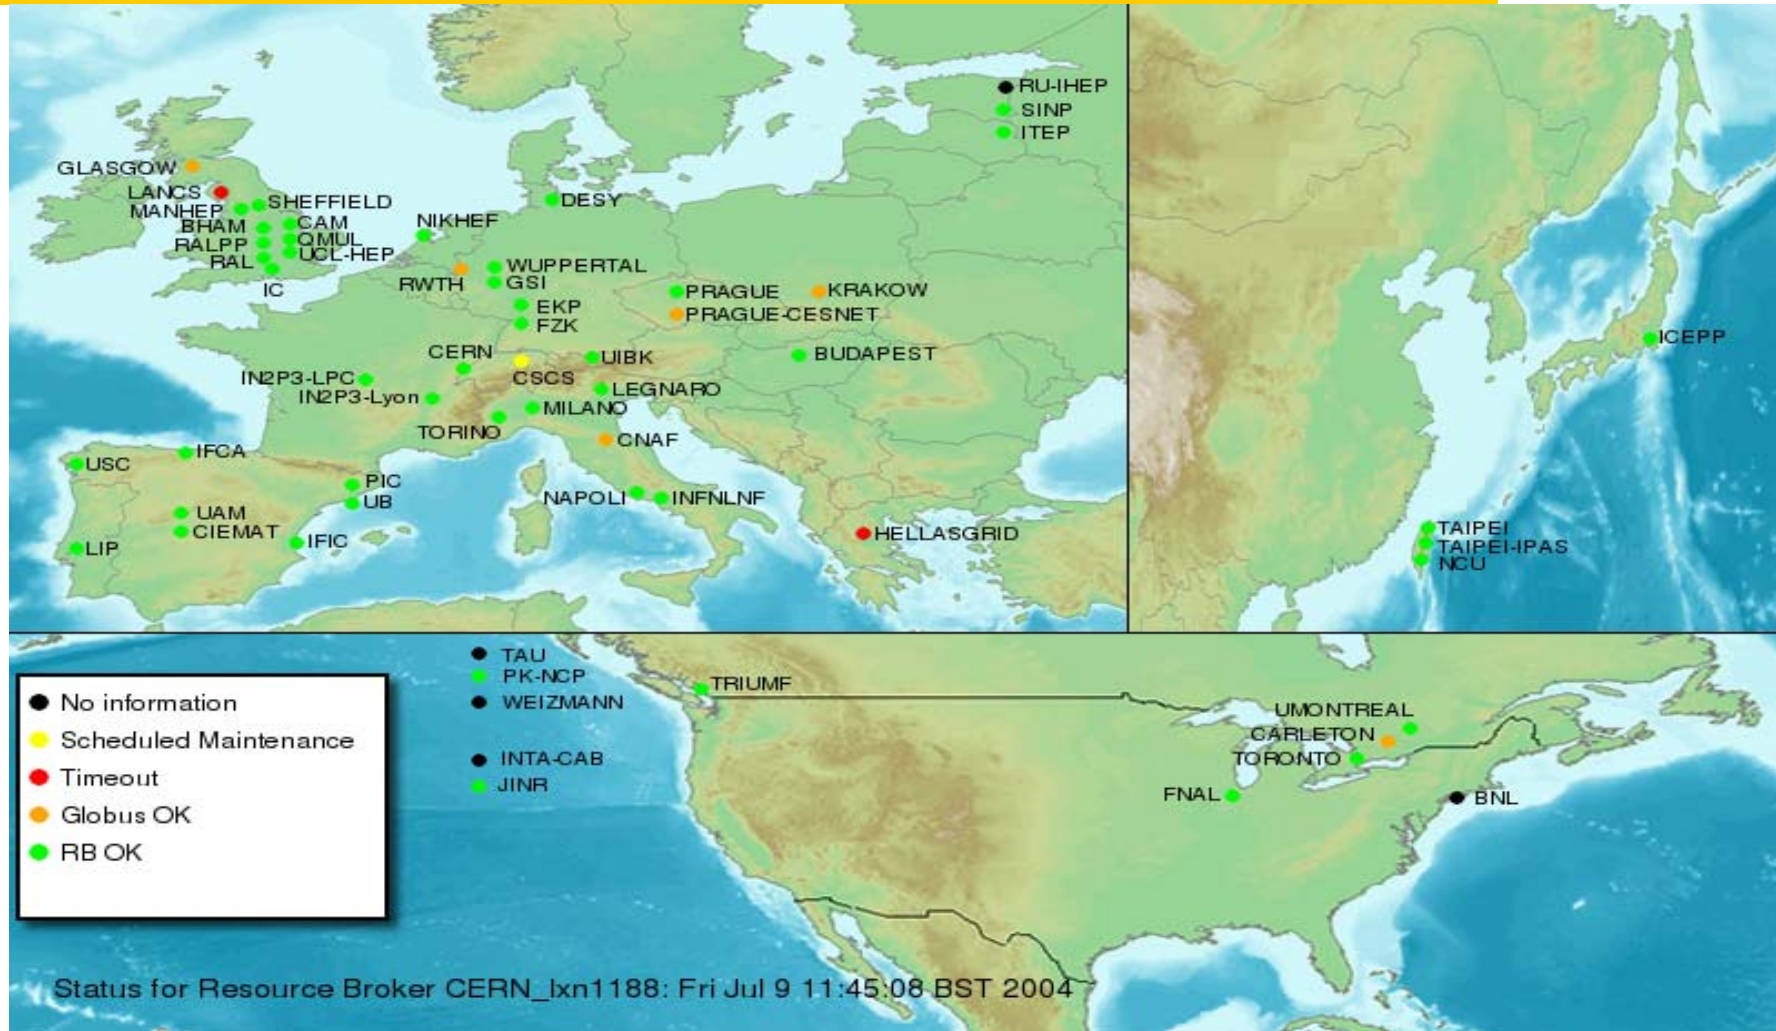 RU-IHEP
SINP
ITEP
GLASGOW
LANCS
SHEFFIELD
MANHEP
DESY
BHAM
CAM
NIKHEF
RALPP
QMUL
RAL
UCL-HEP
IC
RWTH
WUPPERTAL
GSI
PRAGUE
KRAKOW
EKP
PRAGUE-CESNET
FZK
CERN
UIBK
BUDAPEST
IN2P3-LPC
CSCS
LEGNARO
IN2P3-Lyon
MILANO
TORINO
CNAF
USC
IFCA
PIC
NAPOLI
INFNLNF
UB
UAM
CIEMAT
IFIC
LIP
HELLASGRID
ICEPP
TAIPEI
TAIPEI-IPAS
NCU
TAU
PK-NCP
WEIZMANN
INTA-CAB
JINR
TRIUMF
UMONTREAL
CARLETON
TORONTO
FNAL
BNL
No information
Scheduled Maintenance
Timeout
Globus OK
RB OK
Status for Resource Broker CERN_lxn1188: Fri Jul 9 11:45:08 BST 2004